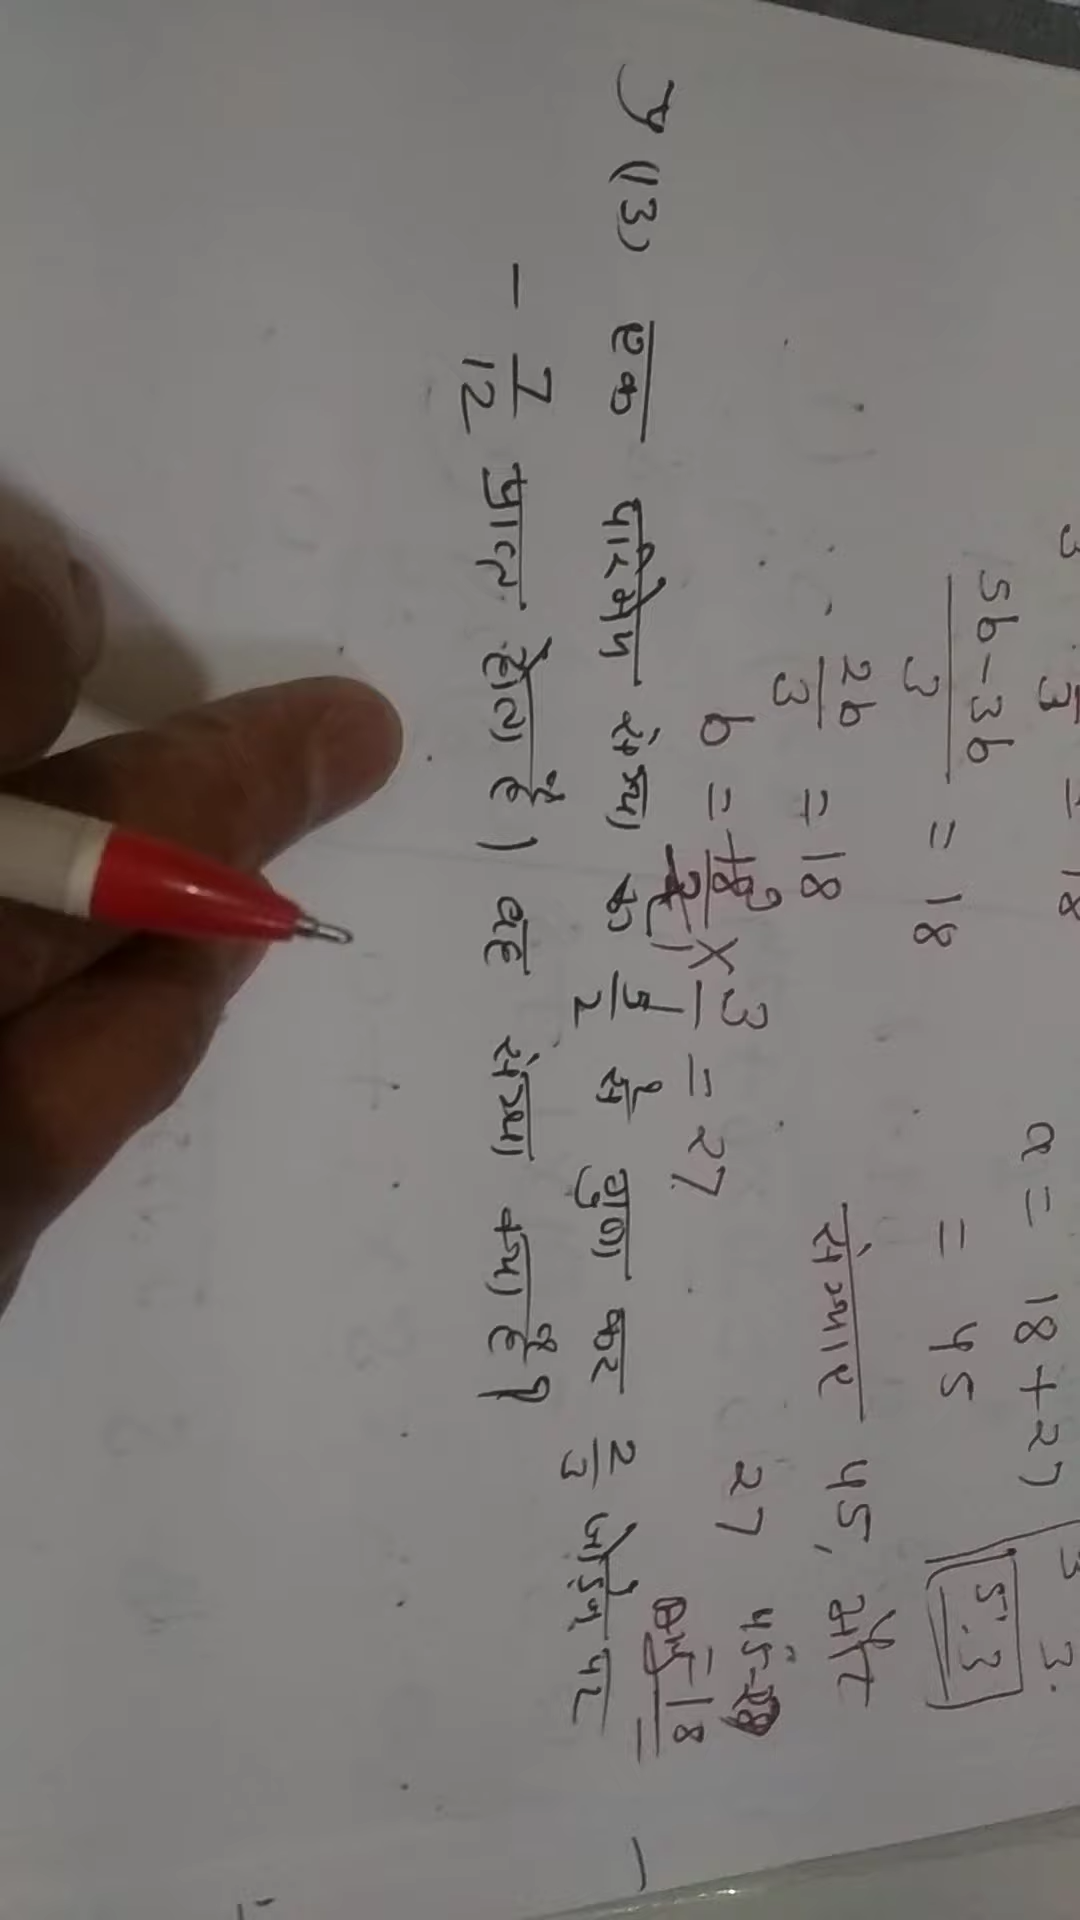 5b-3b / 3 = 18
2b / 3 = 18
b = 18 / 2 × 3 = 27
a = 18 + 27
= 45
संख्याएं 45, और
27
45-18
5:3
(13) एक परिमेय संख्या को 5/2 से गुणा कर 2/3 जोड़ने पर
- 7/12 प्राप्त होता है। वह संख्या क्या है?